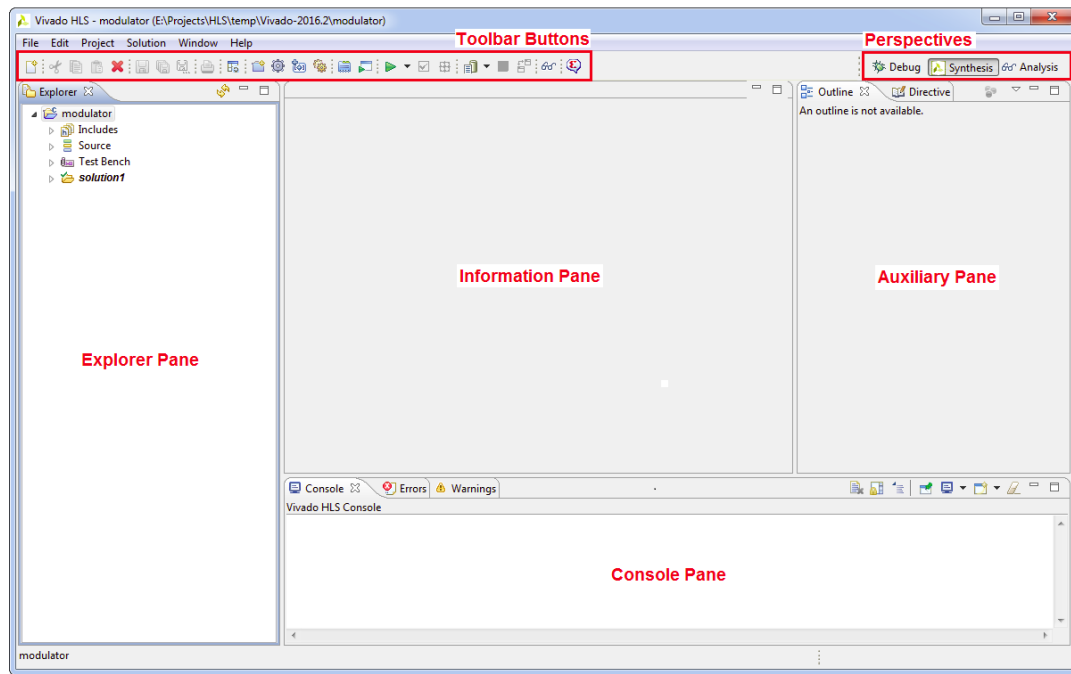 Vivado HLS - modulator (E:\Projects\HLS\temp\Vivado-2016.2\modulator)
File Edit Project Solution Window Help
Toolbar Buttons
Perspectives
Debug Synthesis Analysis
Explorer
Outline Directive
modulator
Includes
Source
Test Bench
solution1
An outline is not available.
Information Pane
Auxiliary Pane
Explorer Pane
Console Errors Warnings
Vivado HLS Console
Console Pane
modulator